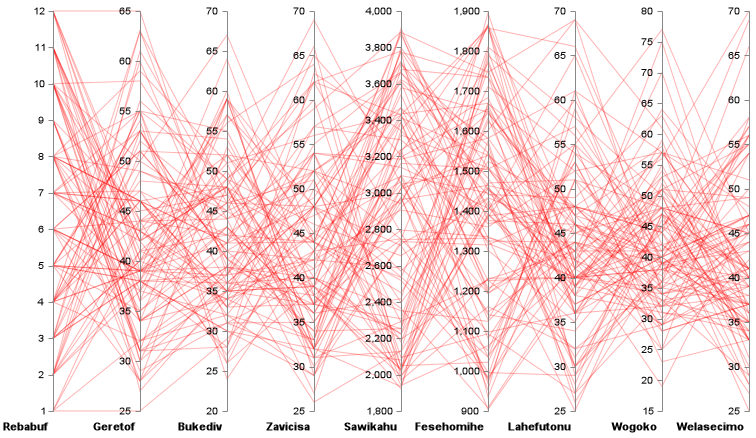 12 11 10 9 8 7 6 5 4 3 2 1
65 60 55 50 45 40 35 30 25
70 65 60 55 50 45 40 35 30 25 20
70 65 60 55 50 45 40 35 30 25
4,000 3,800 3,600 3,400 3,200 3,000 2,800 2,600 2,400 2,200 2,000 1,800
1,900 1,800 1,700 1,600 1,500 1,400 1,300 1,200 1,100 1,000 900
70 65 60 55 50 45 40 35 30 25
80 75 70 65 60 55 50 45 40 35 30 25 20 15
70 65 60 55 50 45 40 35 30 25
Rebabuf Geretof Bukediv Zavicisa Sawikahu Fesehomihe Lahefutonu Wogoko Welasecimo